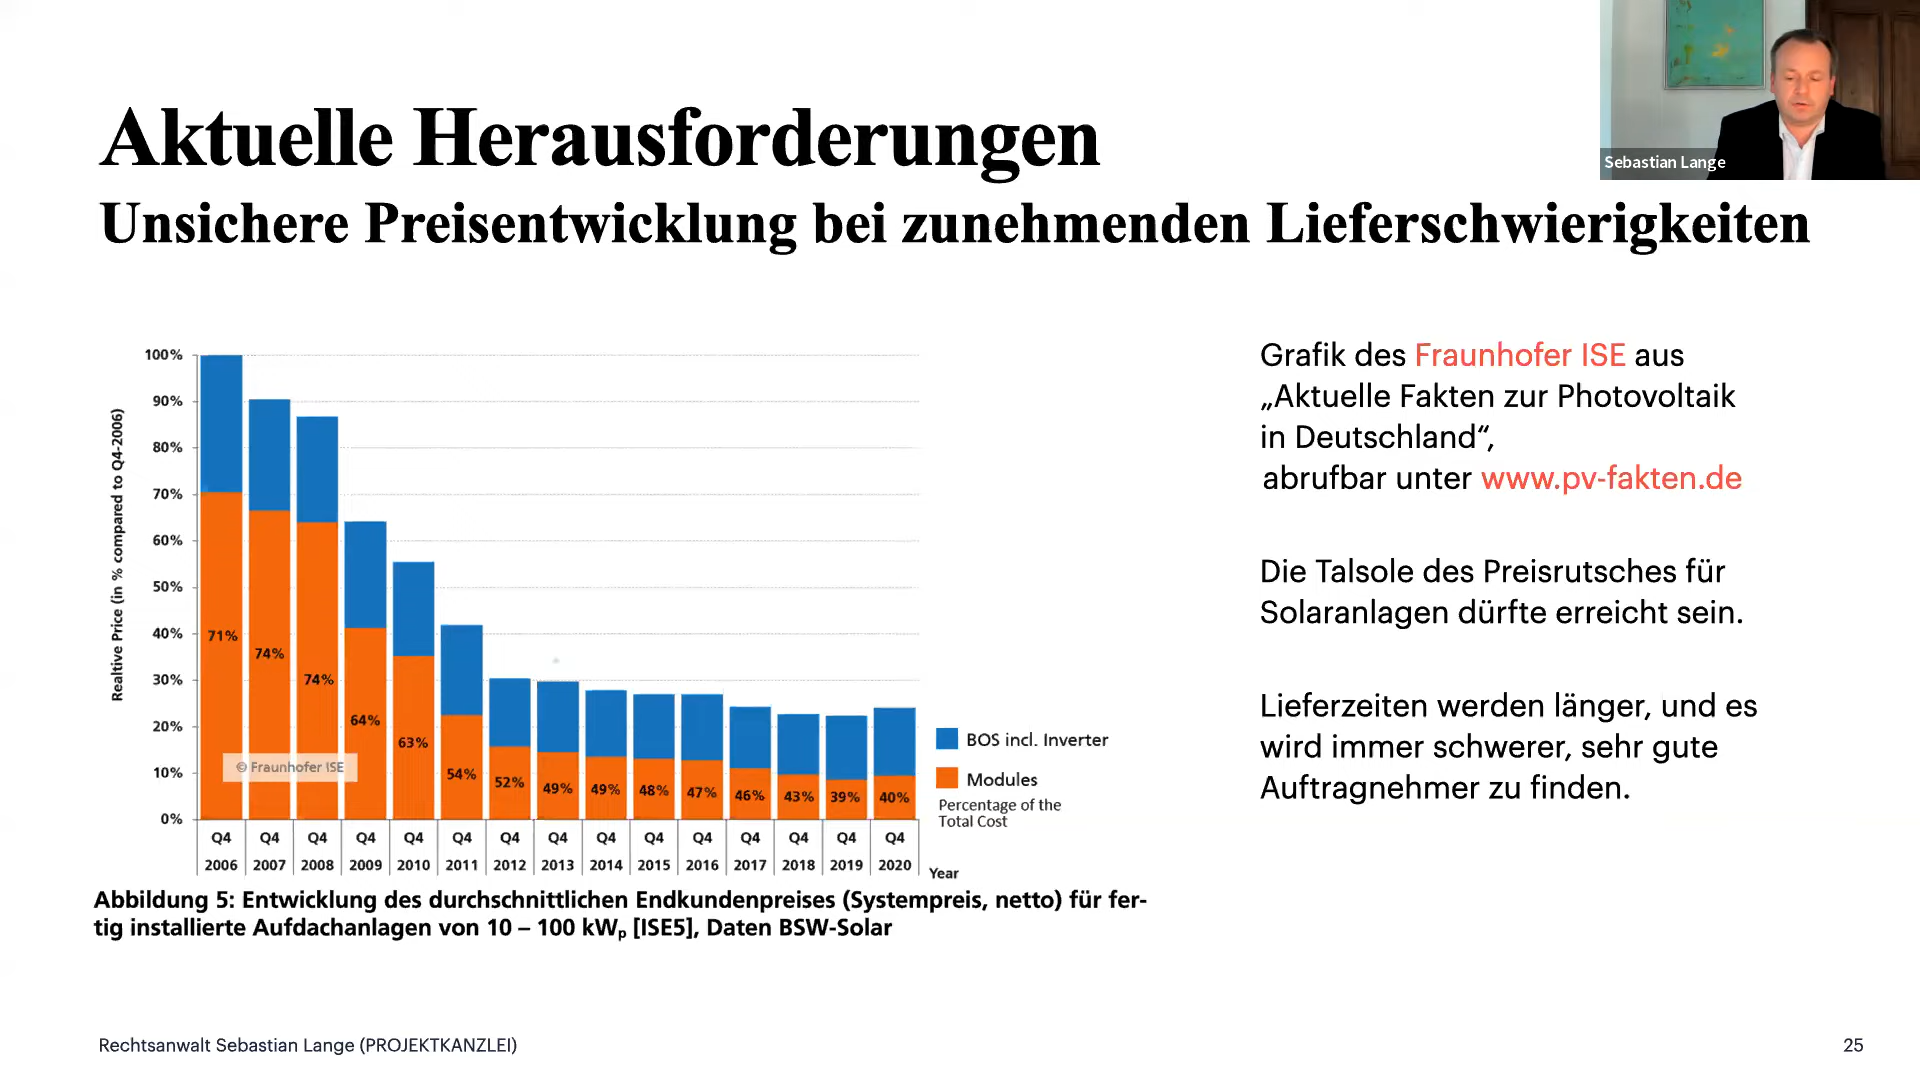 Sebastian Lange
Aktuelle Herausforderungen
Unsichere Preisentwicklung bei zunehmenden Lieferschwierigkeiten
Realtive Price (in % compared to Q4-2006)
100%
90%
80%
70%
60%
50%
40%
30%
20%
10%
0%
71% 74% 74% 64% 63% 54% 52% 49% 49% 48% 47% 46% 43% 39% 40%
© Fraunhofer ISE
Q4 Q4 Q4 Q4 Q4 Q4 Q4 Q4 Q4 Q4 Q4 Q4 Q4 Q4 Q4
2006 2007 2008 2009 2010 2011 2012 2013 2014 2015 2016 2017 2018 2019 2020 Year
BOS incl. Inverter
Modules
Percentage of the
Total Cost
Abbildung 5: Entwicklung des durchschnittlichen Endkundenpreises (Systempreis, netto) für fer-
tig installierte Aufdachanlagen von 10 – 100 kWp [ISE5], Daten BSW-Solar
Grafik des Fraunhofer ISE aus
„Aktuelle Fakten zur Photovoltaik
in Deutschland“,
abrufbar unter www.pv-fakten.de
Die Talsole des Preisrutsches für
Solaranlagen dürfte erreicht sein.
Lieferzeiten werden länger, und es
wird immer schwerer, sehr gute
Auftragnehmer zu finden.
Rechtsanwalt Sebastian Lange (PROJEKTKANZLEI)
25